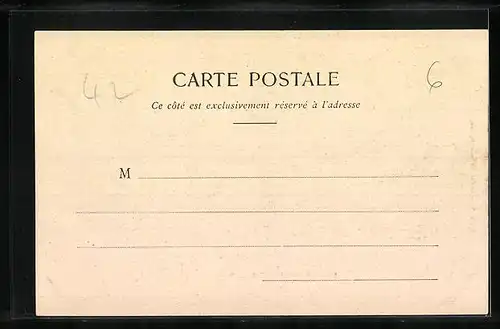 42
6
CARTE POSTALE
Ce côté est exclusivement réservé à l'adresse
M